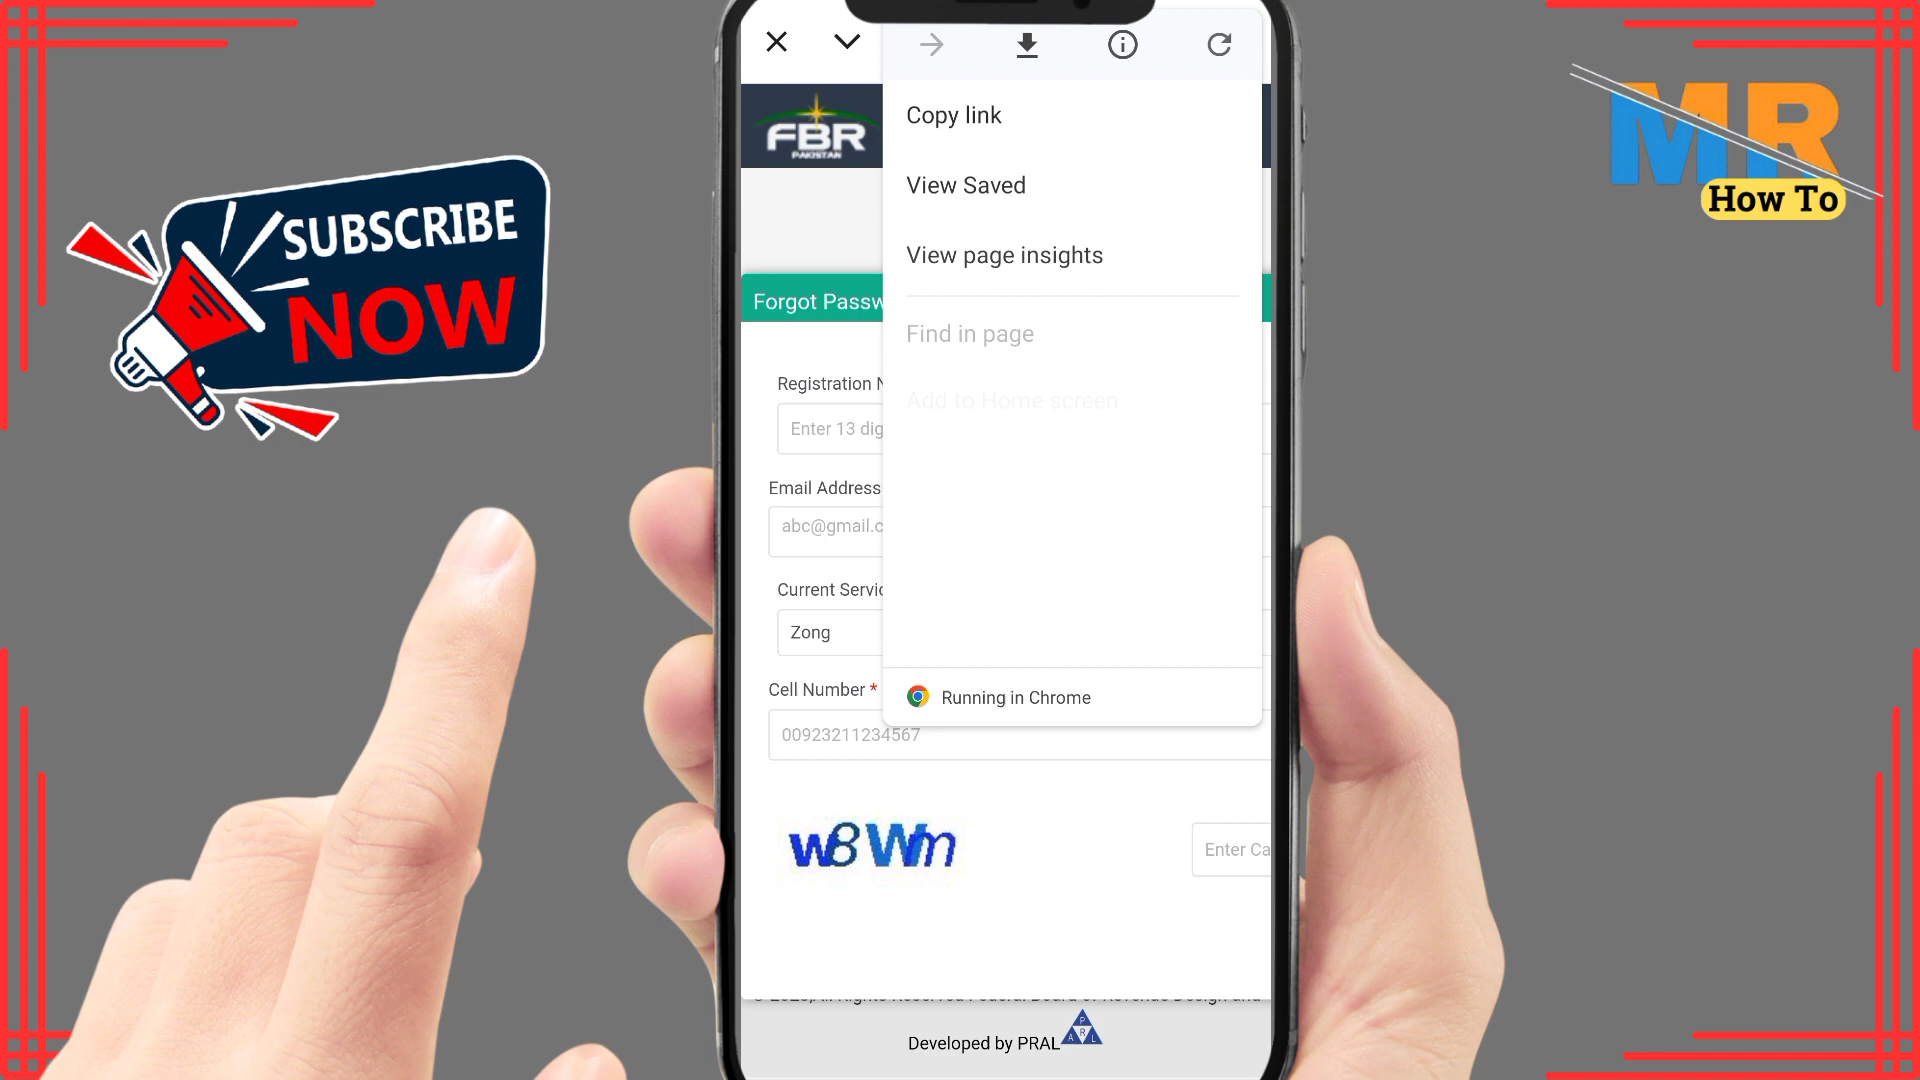 SUBSCRIBE
NOW
MR
How To
FBR
PAKISTAN
Copy link
View Saved
View page insights
Forgot Passw
Find in page
Registration N
Add to Home screen
Enter 13 dig
Email Address
abc@gmail.c
Current Servic
Zong
Cell Number *
Running in Chrome
00923211234567
w8Wm
Enter Ca
Developed by PRAL
P
R
A L